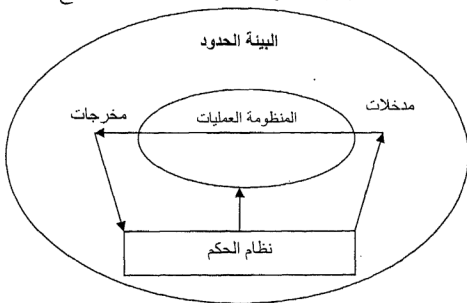 البيئة الحدود
مدخلات
المنظومة العمليات
مخرجات
نظام الحكم